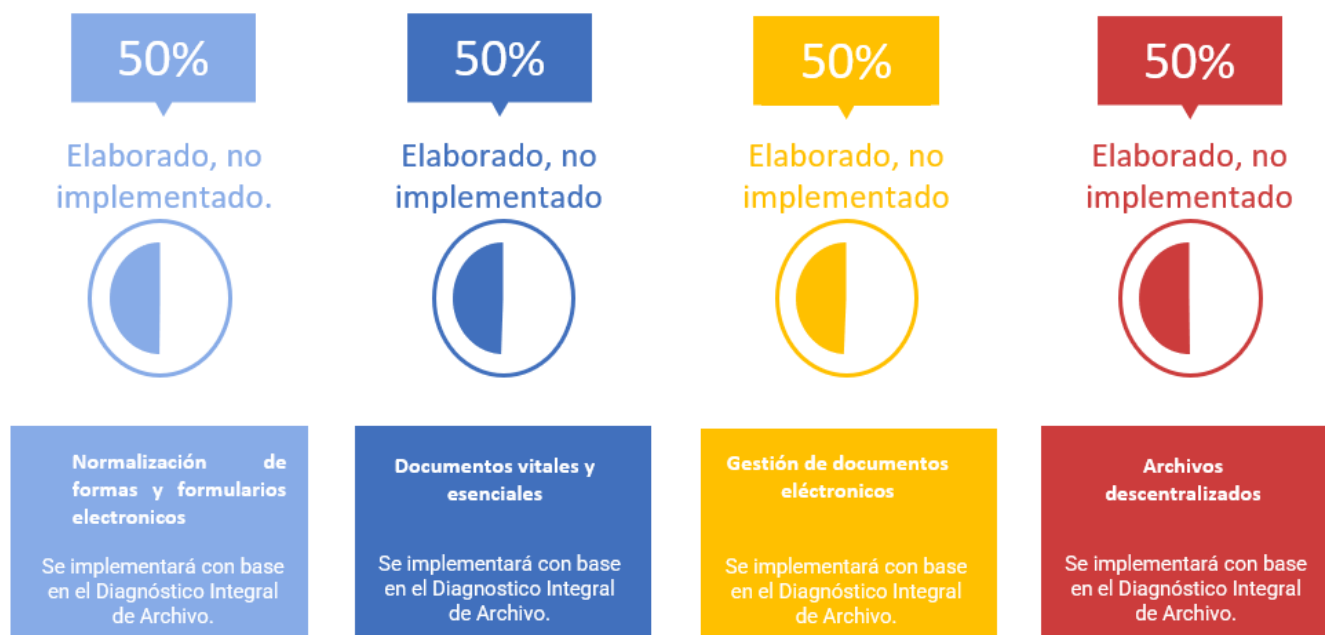 50%
Elaborado, no
implementado.
Normalización de
formas y formularios
electronicos
Se implementará con base
en el Diagnóstico Integral
de Archivo.
50%
Elaborado, no
implementado
Documentos vitales y
esenciales
Se implementará con base
en el Diagnostico Integral
de Archivo.
50%
Elaborado, no
implementado
Gestión de documentos
eléctronicos
Se implementará con base
en el Diagnóstico Integral
de Archivo.
50%
Elaborado, no
implementado
Archivos
descentralizados
Se implementará con base
en el Diagnóstico Integral
de Archivo.